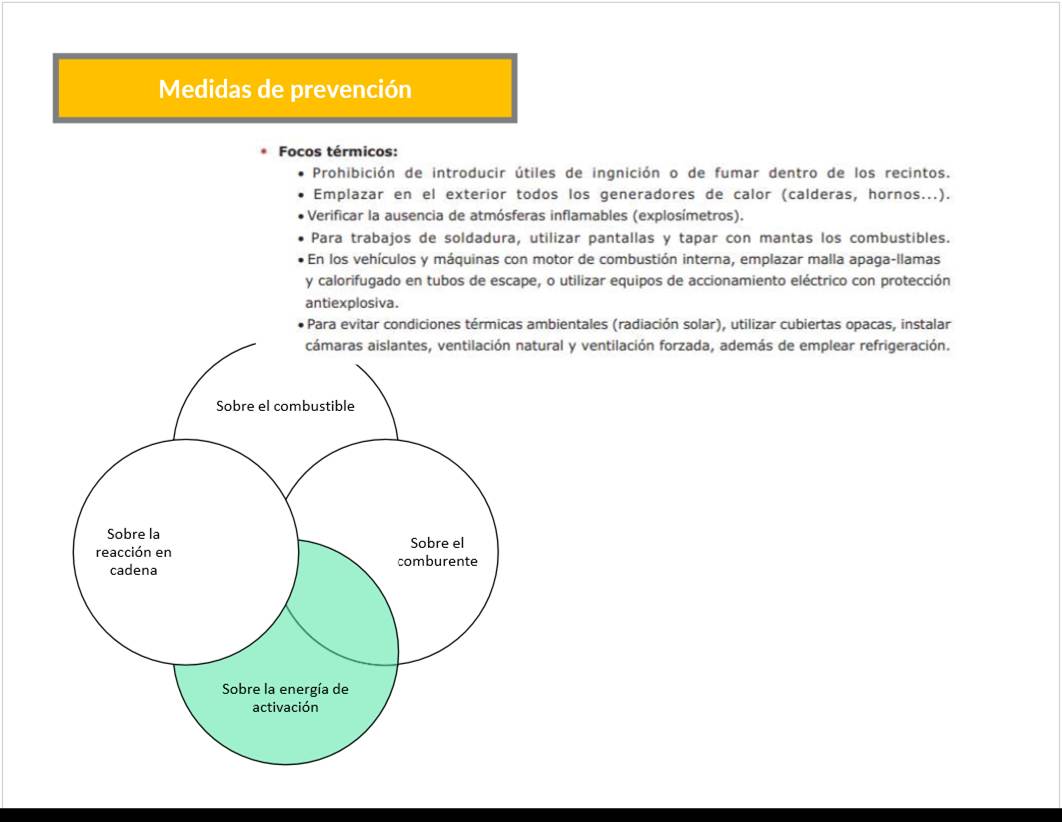 Medidas de prevención
• Focos térmicos:
• Prohibición de introducir útiles de ingnición o de fumar dentro de los recintos.
• Emplazar en el exterior todos los generadores de calor (calderas, hornos...).
• Verificar la ausencia de atmósferas inflamables (explosímetros).
• Para trabajos de soldadura, utilizar pantallas y tapar con mantas los combustibles.
• En los vehículos y máquinas con motor de combustión interna, emplazar malla apaga-llamas
y calorifugado en tubos de escape, o utilizar equipos de accionamiento eléctrico con protección
antiexplosiva.
• Para evitar condiciones térmicas ambientales (radiación solar), utilizar cubiertas opacas, instalar
cámaras aislantes, ventilación natural y ventilación forzada, además de emplear refrigeración.
Sobre el combustible
Sobre la
reacción en
cadena
Sobre el
comburente
Sobre la energía de
activación